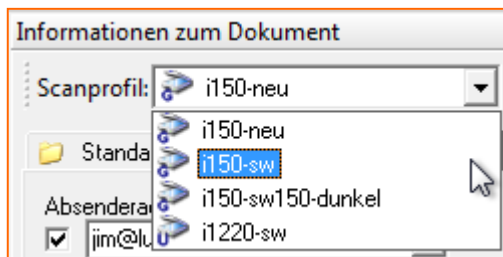 Informationen zum Dokument
Scanprofil: i150-neu
i150-neu
i150-sw
i150-sw150-dunkel
i1220-sw